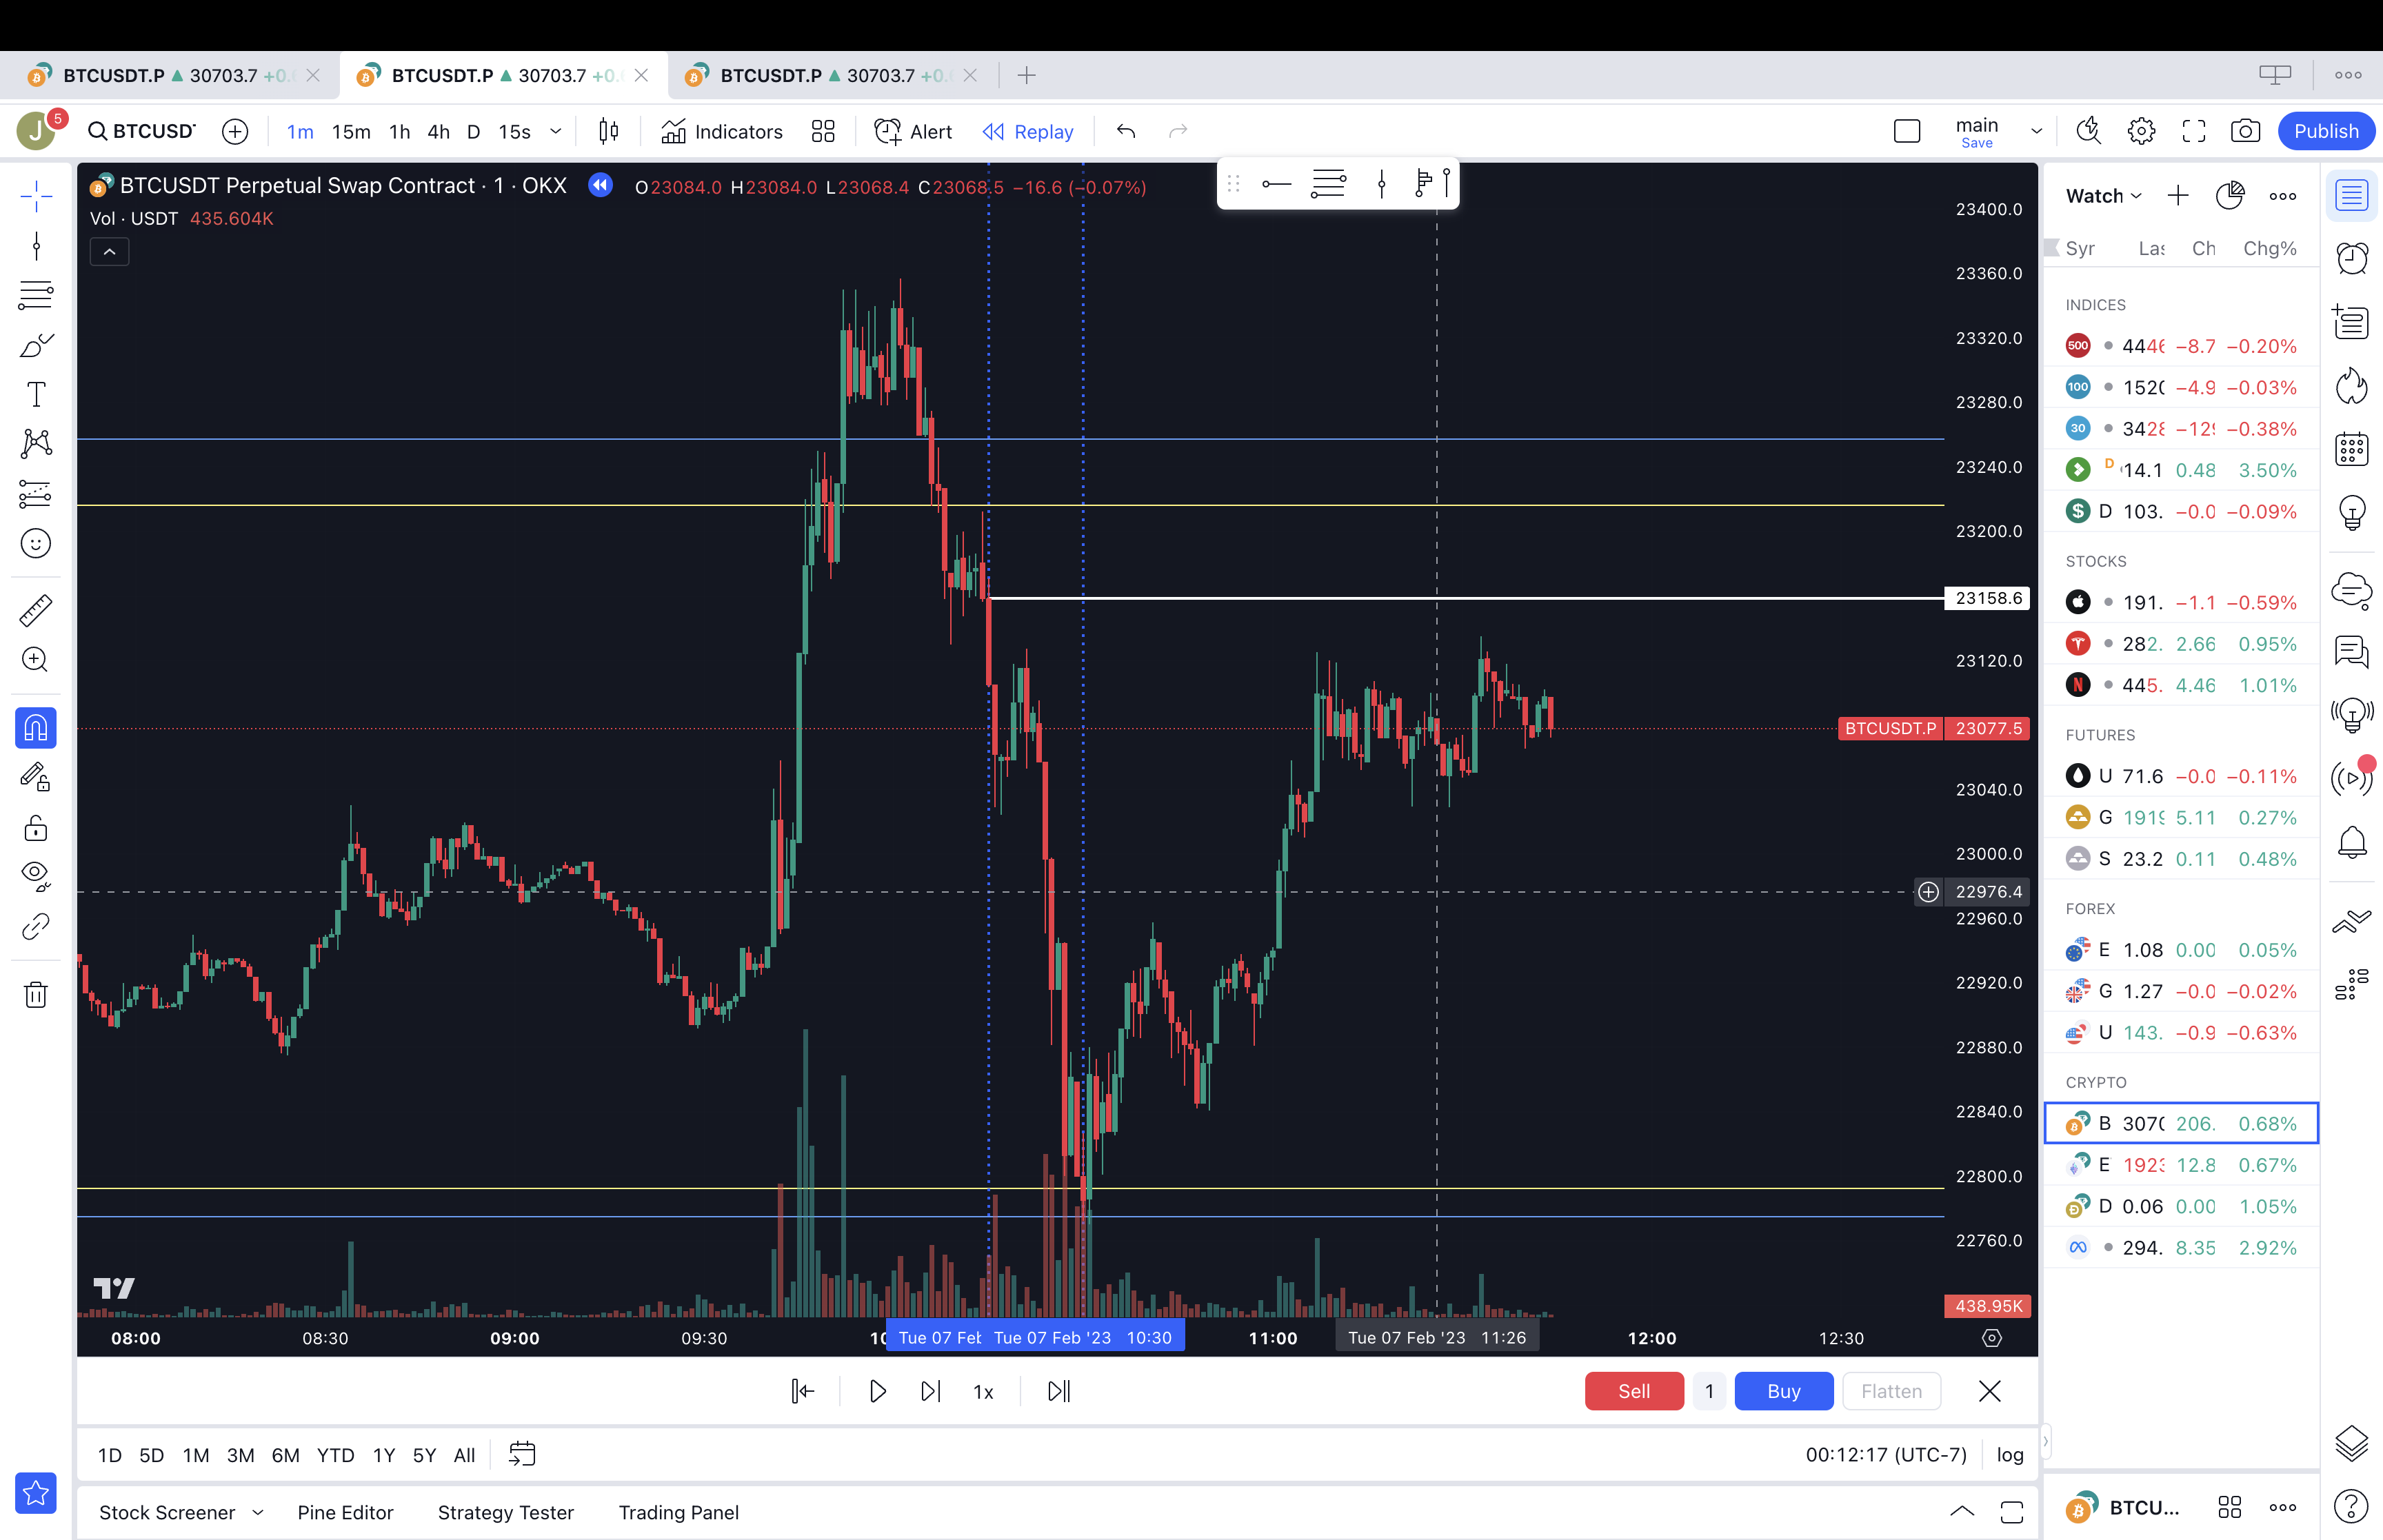 BTCUSDT.P ▲ 30703.7 +0. BTCUSDT.P ▲ 30703.7 +0. BTCUSDT.P ▲ 30703.7 +0.
J 5 BTCUSD 1m 15m 1h 4h D 15s Indicators Alert Replay main Save Publish
BTCUSDT Perpetual Swap Contract · 1 · OKX O23084.0 H23084.0 L23068.4 C23068.5 −16.6 (−0.07%)
Vol · USDT 435.604K
23400.0
23360.0
23320.0
23280.0
23240.0
23200.0
23158.6
23120.0
BTCUSDT.P 23077.5
23040.0
23000.0
22976.4
22960.0
22920.0
22880.0
22840.0
22800.0
22760.0
438.95K
08:00 08:30 09:00 09:30 10 Tue 07 Feb Tue 07 Feb '23 10:30 11:00 Tue 07 Feb '23 11:26 12:00 12:30
1x Sell 1 Buy Flatten
1D 5D 1M 3M 6M YTD 1Y 5Y All 00:12:17 (UTC-7) log
Stock Screener Pine Editor Strategy Tester Trading Panel
Watch
Syr Las Ch Chg%
INDICES
500 444 −8.7 −0.20%
100 152 −4.9 −0.03%
30 342 −12 −0.38%
D 14.1 0.48 3.50%
$ D 103. −0.0 −0.09%
STOCKS
191. −1.1 −0.59%
T 282. 2.66 0.95%
N 445. 4.46 1.01%
FUTURES
U 71.6 −0.0 −0.11%
G 191 5.11 0.27%
S 23.2 0.11 0.48%
FOREX
E 1.08 0.00 0.05%
G 1.27 −0.0 −0.02%
U 143. −0.9 −0.63%
CRYPTO
B 307 206. 0.68%
E 192 12.8 0.67%
D 0.06 0.00 1.05%
294. 8.35 2.92%
BTCU...